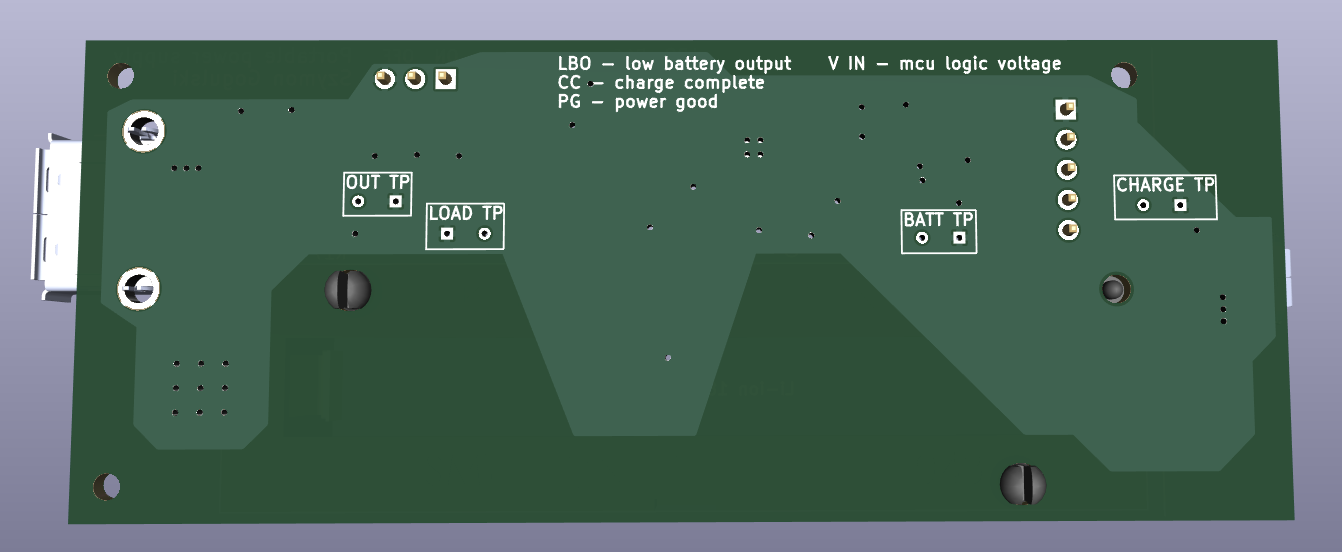 LBO – low battery output    V IN – mcu logic voltage
CC – charge complete
PG – power good
OUT TP
CHARGE TP
LOAD TP
BATT TP